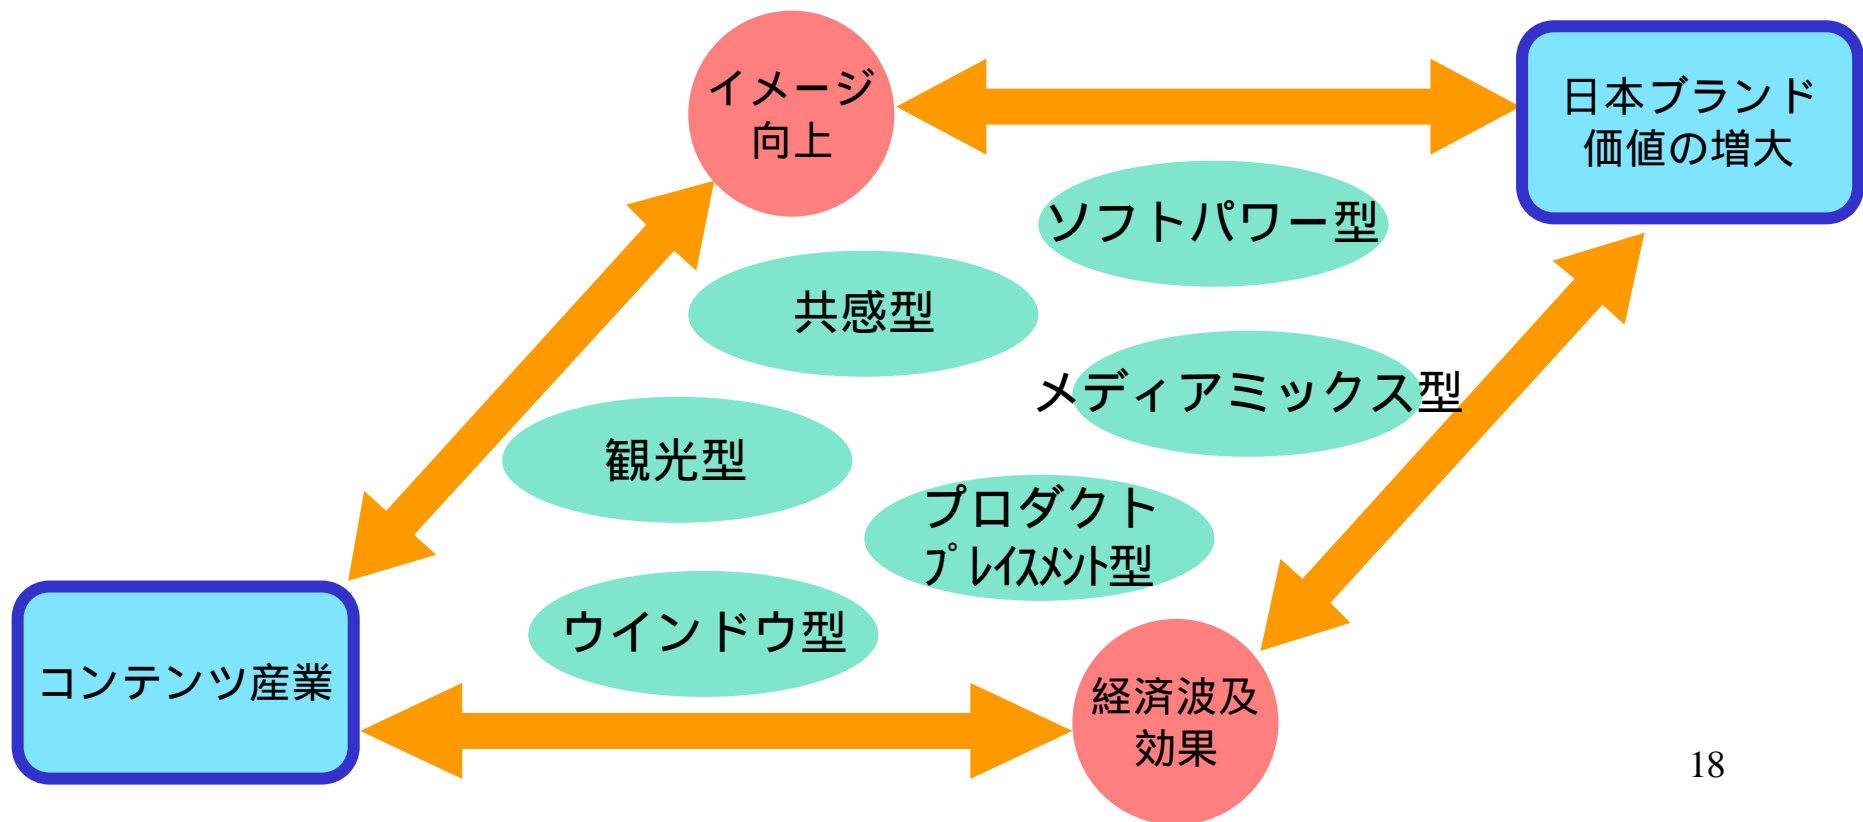 イメージ
向上
日本ブランド
価値の増大
ソフトパワー型
共感型
メディアミックス型
観光型
プロダクト
ﾌﾟﾚｲｽﾒﾝﾄ型
ウインドウ型
コンテンツ産業
経済波及
効果
18